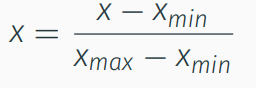 x = (x − x_min) / (x_max − x_min)